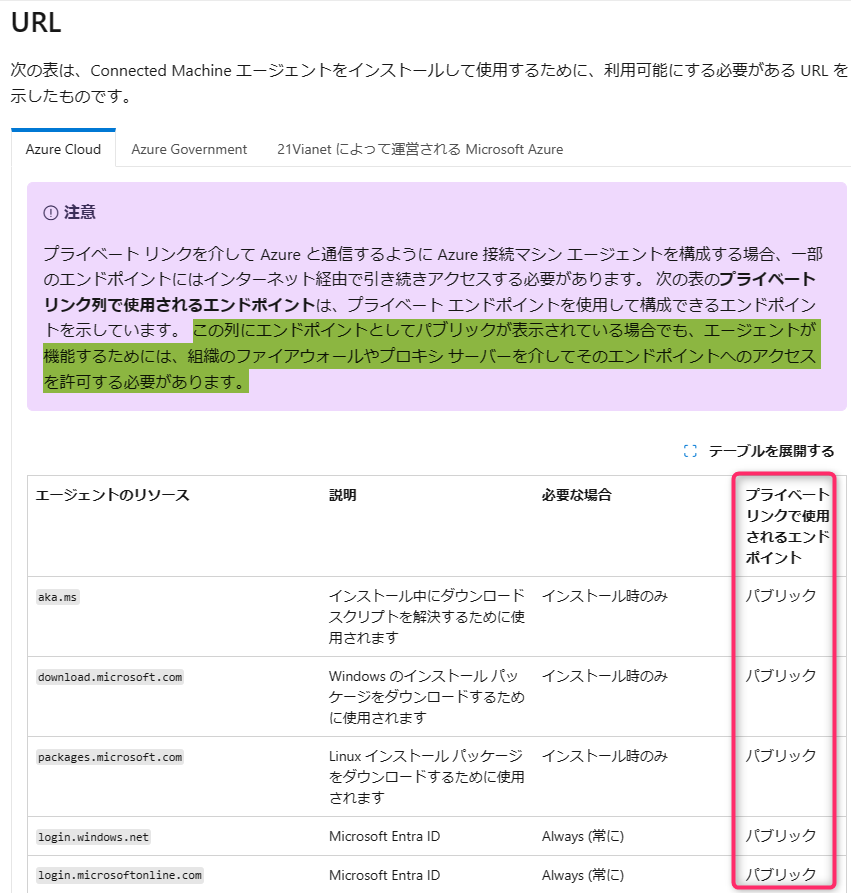 URL
次の表は、Connected Machine エージェントをインストールして使用するために、利用可能にする必要がある URL を
示したものです。
Azure Cloud
Azure Government
21Vianet によって運営される Microsoft Azure
注意
プライベート リンクを介して Azure と通信するように Azure 接続マシン エージェントを構成する場合、一部
のエンドポイントにはインターネット経由で引き続きアクセスする必要があります。 次の表のプライベート
リンク列で使用されるエンドポイントは、プライベート エンドポイントを使用して構成できるエンドポイン
トを示しています。 この列にエンドポイントとしてパブリックが表示されている場合でも、エージェントが
機能するためには、組織のファイアウォールやプロキシ サーバーを介してそのエンドポイントへのアクセス
を許可する必要があります。
テーブルを展開する
エージェントのリソース
説明
必要な場合
プライベート
リンクで使用
されるエンド
ポイント
aka.ms
インストール中にダウンロード
スクリプトを解決するために使
用されます
インストール時のみ
パブリック
download.microsoft.com
Windows のインストール パッ
ケージをダウンロードするため
に使用されます
インストール時のみ
パブリック
packages.microsoft.com
Linux インストール パッケージ
をダウンロードするために使用
されます
インストール時のみ
パブリック
login.windows.net
Microsoft Entra ID
Always (常に)
パブリック
login.microsoftonline.com
Microsoft Entra ID
Always (常に)
パブリック